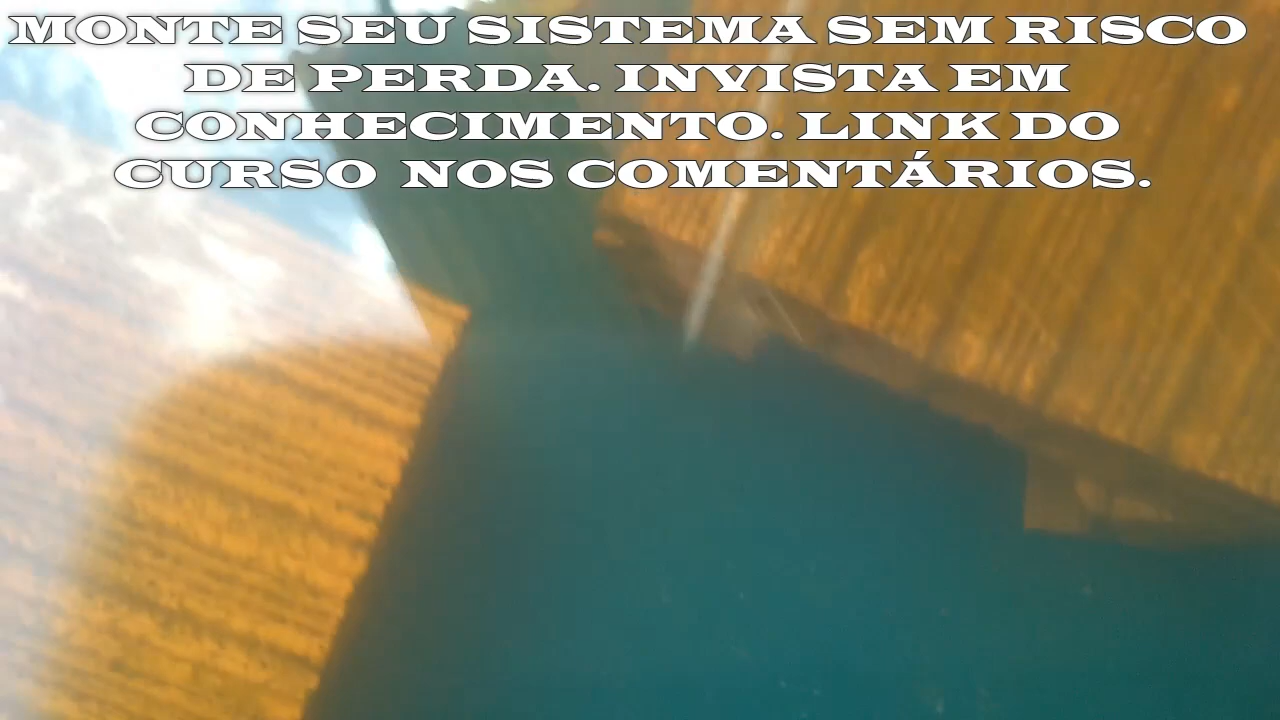 MONTE SEU SISTEMA SEM RISCO
DE PERDA. INVISTA EM
CONHECIMENTO. LINK DO
CURSO NOS COMENTÁRIOS.